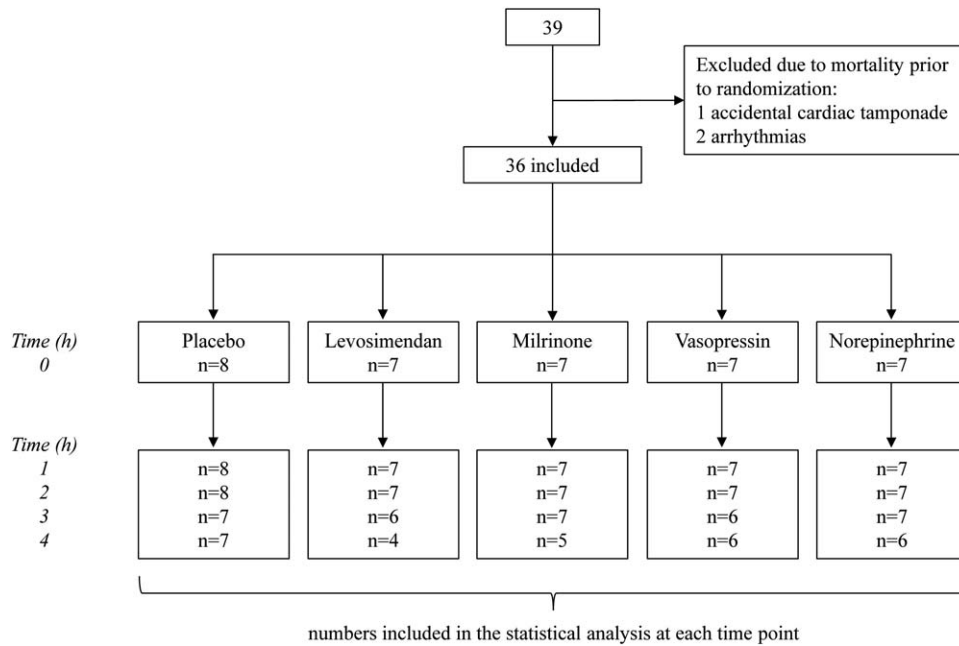 39
Excluded due to mortality prior
to randomization:
1 accidental cardiac tamponade
2 arrhythmias
36 included
Time (h)
0
Placebo
n=8
Levosimendan
n=7
Milrinone
n=7
Vasopressin
n=7
Norepinephrine
n=7
Time (h)
1
2
3
4
n=8
n=8
n=7
n=7
n=7
n=7
n=6
n=4
n=7
n=7
n=7
n=5
n=7
n=7
n=6
n=6
n=7
n=7
n=7
n=6
numbers included in the statistical analysis at each time point